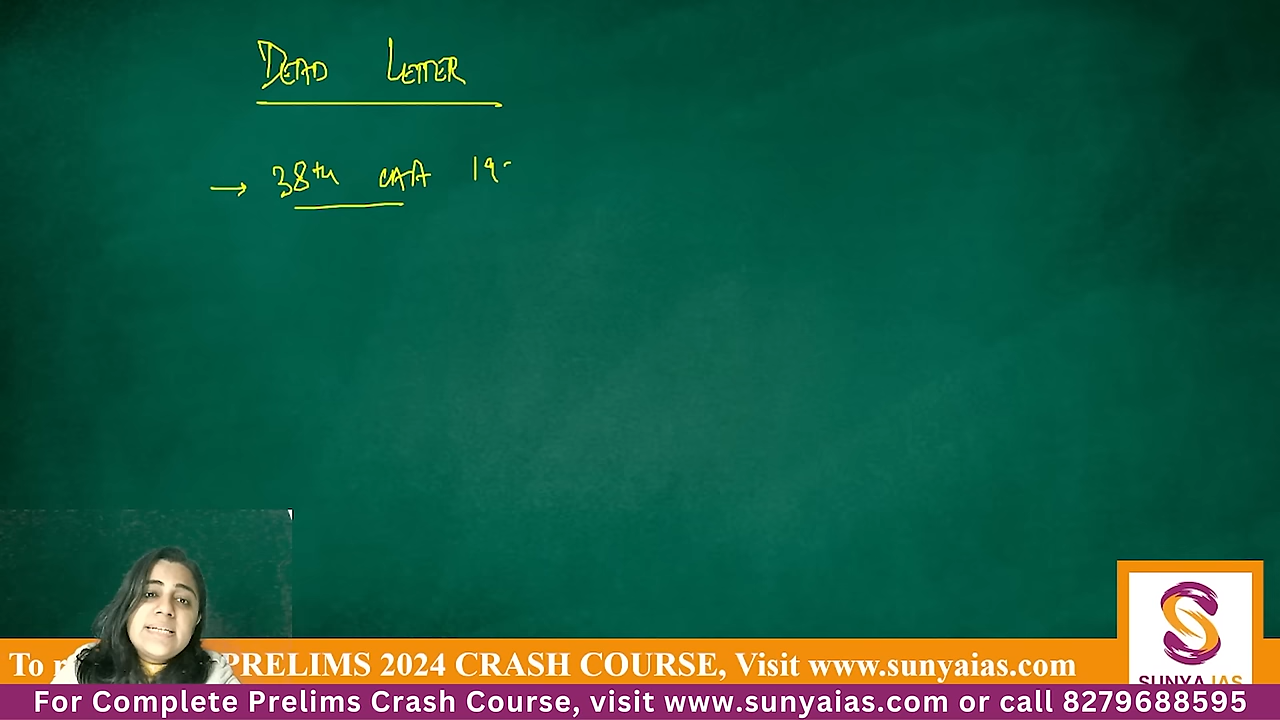 DEAD LETTER
→ 38th CAA 19
To PRELIMS 2024 CRASH COURSE, Visit www.sunyaias.com
SUNYA IAS
For Complete Prelims Crash Course, visit www.sunyaias.com or call 8279688595